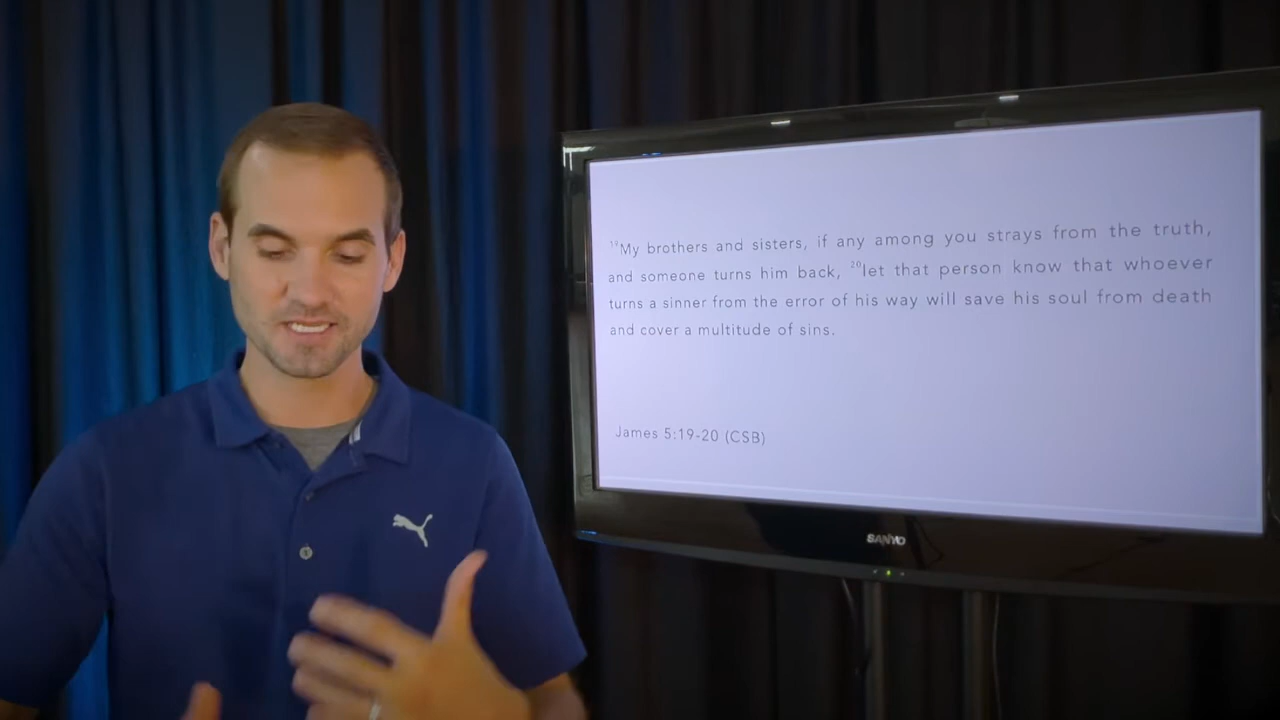 ¹⁹My brothers and sisters, if any among you strays from the truth,
and someone turns him back, ²⁰let that person know that whoever
turns a sinner from the error of his way will save his soul from death
and cover a multitude of sins.
James 5:19-20 (CSB)
SANYO